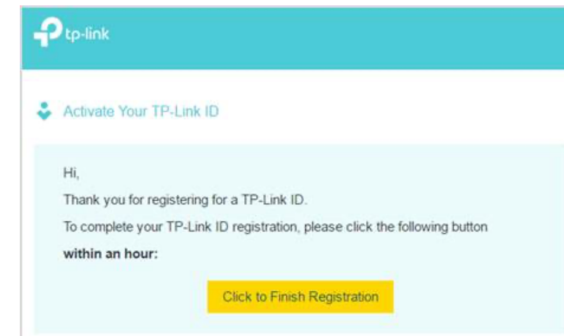 tp-link
Activate Your TP-Link ID
Hi,
Thank you for registering for a TP-Link ID.
To complete your TP-Link ID registration, please click the following button
within an hour:
Click to Finish Registration